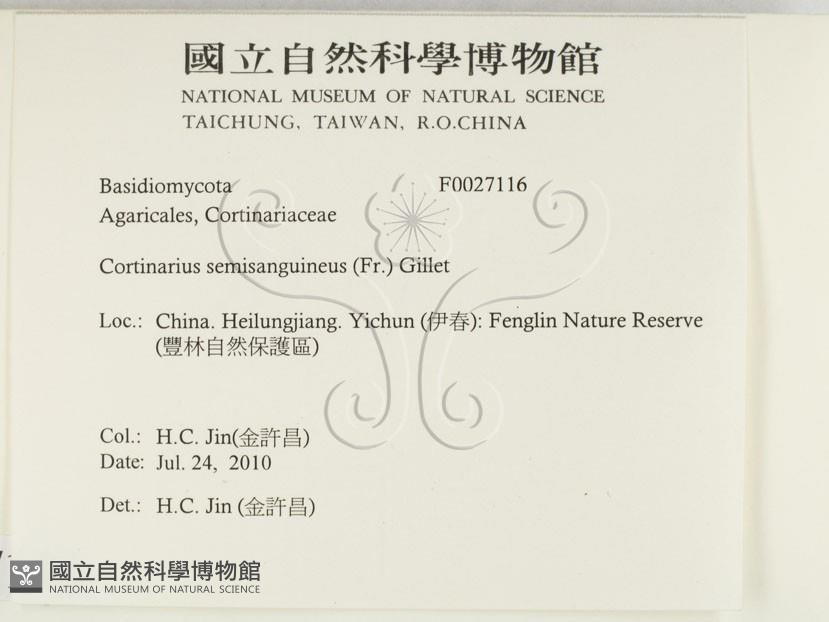 國立自然科學博物館
NATIONAL MUSEUM OF NATURAL SCIENCE
TAICHUNG, TAIWAN, R.O.CHINA
Basidiomycota F0027116
Agaricales, Cortinariaceae
Cortinarius semisanguineus (Fr.) Gillet
Loc.: China. Heilungjiang. Yichun (伊春): Fenglin Nature Reserve
(豐林自然保護區)
Col.: H.C. Jin(金許昌)
Date: Jul. 24, 2010
Det.: H.C. Jin (金許昌)
國立自然科學博物館
NATIONAL MUSEUM OF NATURAL SCIENCE